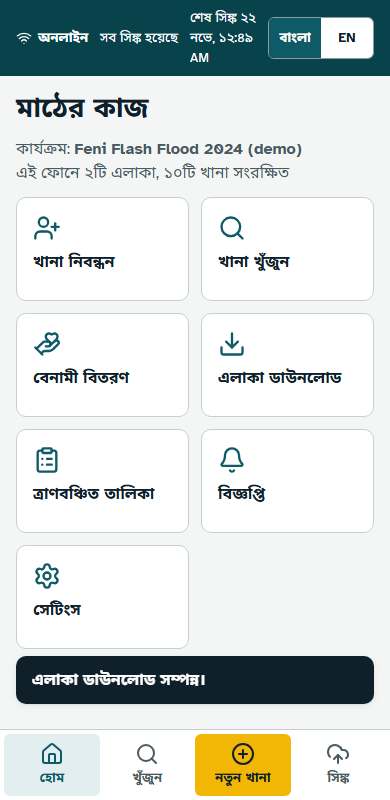 অনলাইন সব সিঙ্ক হয়েছে শেষ সিঙ্ক ২২ নভে, ১২:৪৯ AM বাংলা EN
মাঠের কাজ
কার্যক্রম: Feni Flash Flood 2024 (demo)
এই ফোনে ২টি এলাকা, ১০টি খানা সংরক্ষিত
খানা নিবন্ধন
খানা খুঁজুন
বেনামী বিতরণ
এলাকা ডাউনলোড
ত্রাণবঞ্চিত তালিকা
বিজ্ঞপ্তি
সেটিংস
এলাকা ডাউনলোড সম্পন্ন।
হোম খুঁজুন নতুন খানা সিঙ্ক